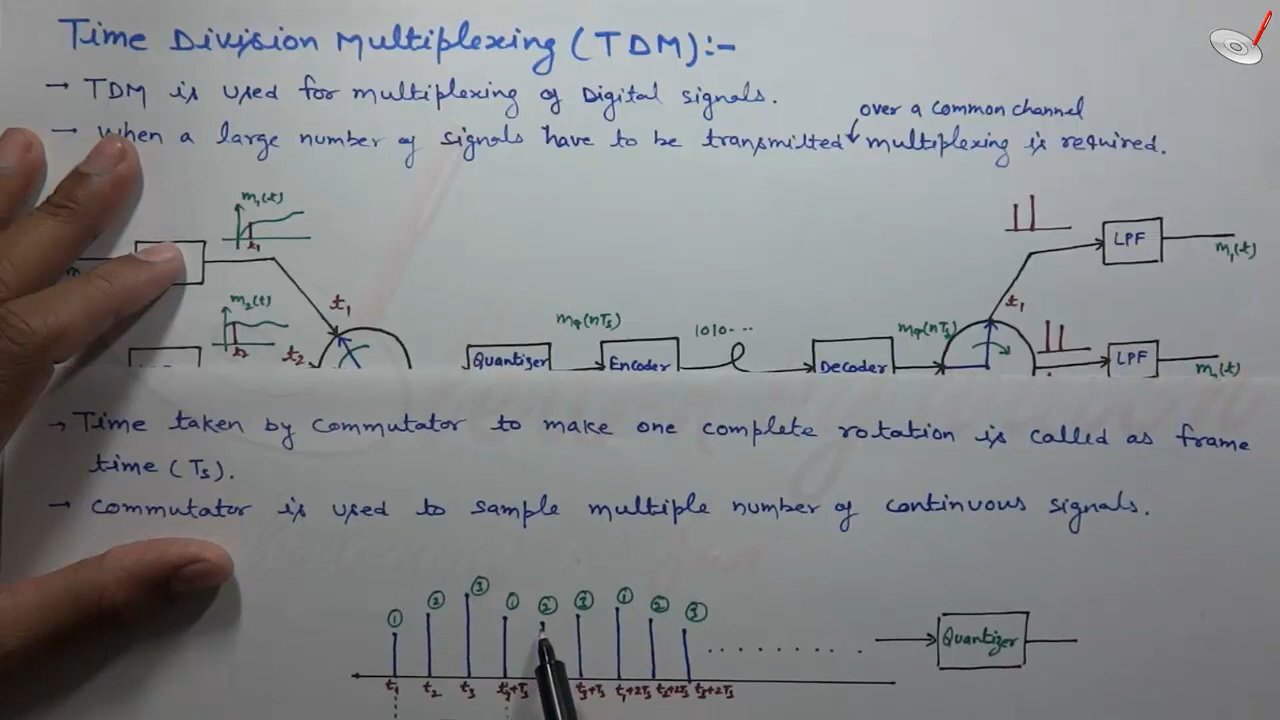 Time Division Multiplexing (TDM):-
→ TDM is used for multiplexing of Digital signals.
over a common channel
→ When a large number of signals have to be transmitted multiplexing is required.
m₁(t)
t₁
LPF
m₁(t)
m₂(t)
t₂
t₁
t₂
mq(nTs)
1010...
mq(nTs)
t₁
Quantizer
Encoder
Decoder
LPF
→ Time taken by commutator to make one complete rotation is called as frame
time (Ts).
→ Commutator is used to sample multiple number of continuous signals.
① ② ③ ① ② ③ ① ② ③
Quantizer
t₁ t₂ t₃ t₁+Ts t₃+Ts t₁+2Ts t₂+2Ts t₃+2Ts